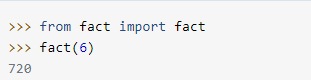 >>> from fact import fact
>>> fact(6)
720